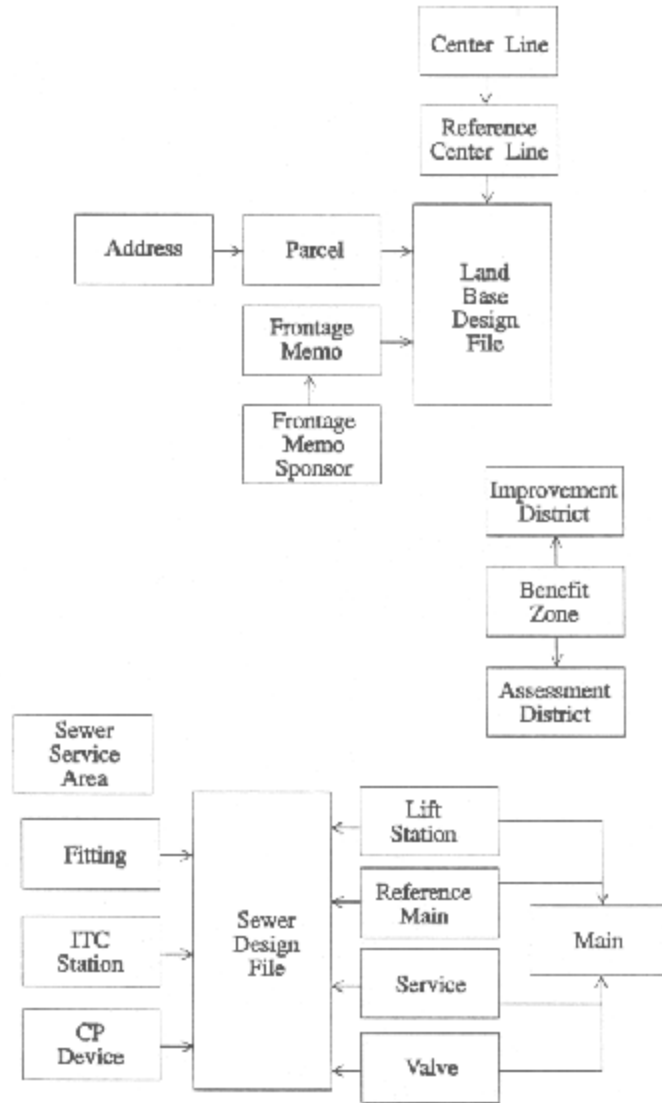 Center Line
Reference
Center Line
Address
Parcel
Land
Base
Design
File
Frontage
Memo
Frontage
Memo
Sponsor
Improvement
District
Benefit
Zone
Assessment
District
Sewer
Service
Area
Lift
Station
Fitting
Reference
Main
Sewer
Design
File
Main
ITC
Station
Service
CP
Device
Valve